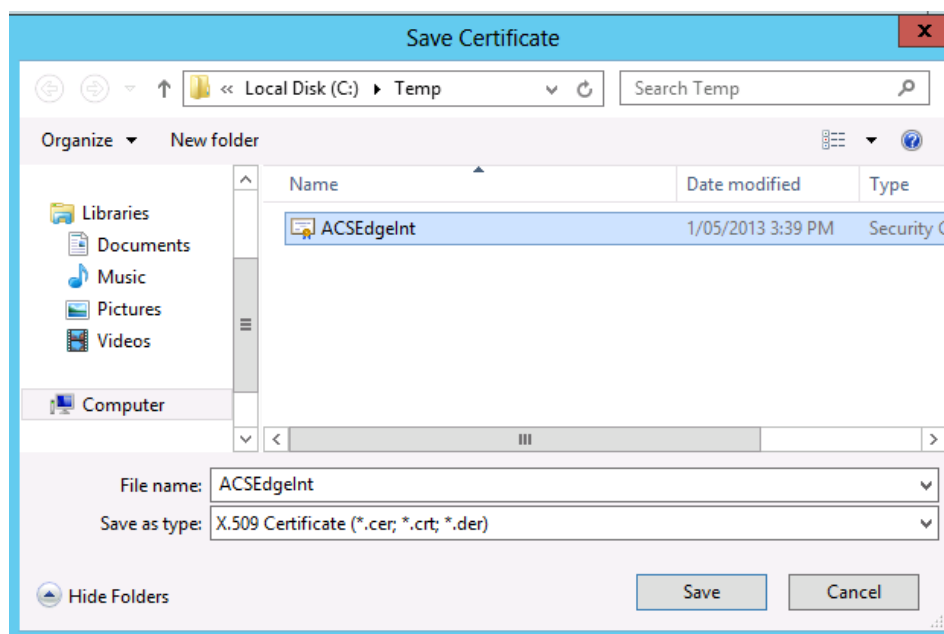 Save Certificate
x
« Local Disk (C:) ▸ Temp
Search Temp
Organize
New folder
Name
Date modified
Type
Libraries
Documents
Music
Pictures
Videos
Computer
ACSEdgeInt
1/05/2013 3:39 PM
Security C
File name: ACSEdgeInt
Save as type: X.509 Certificate (*.cer; *.crt; *.der)
Hide Folders
Save
Cancel